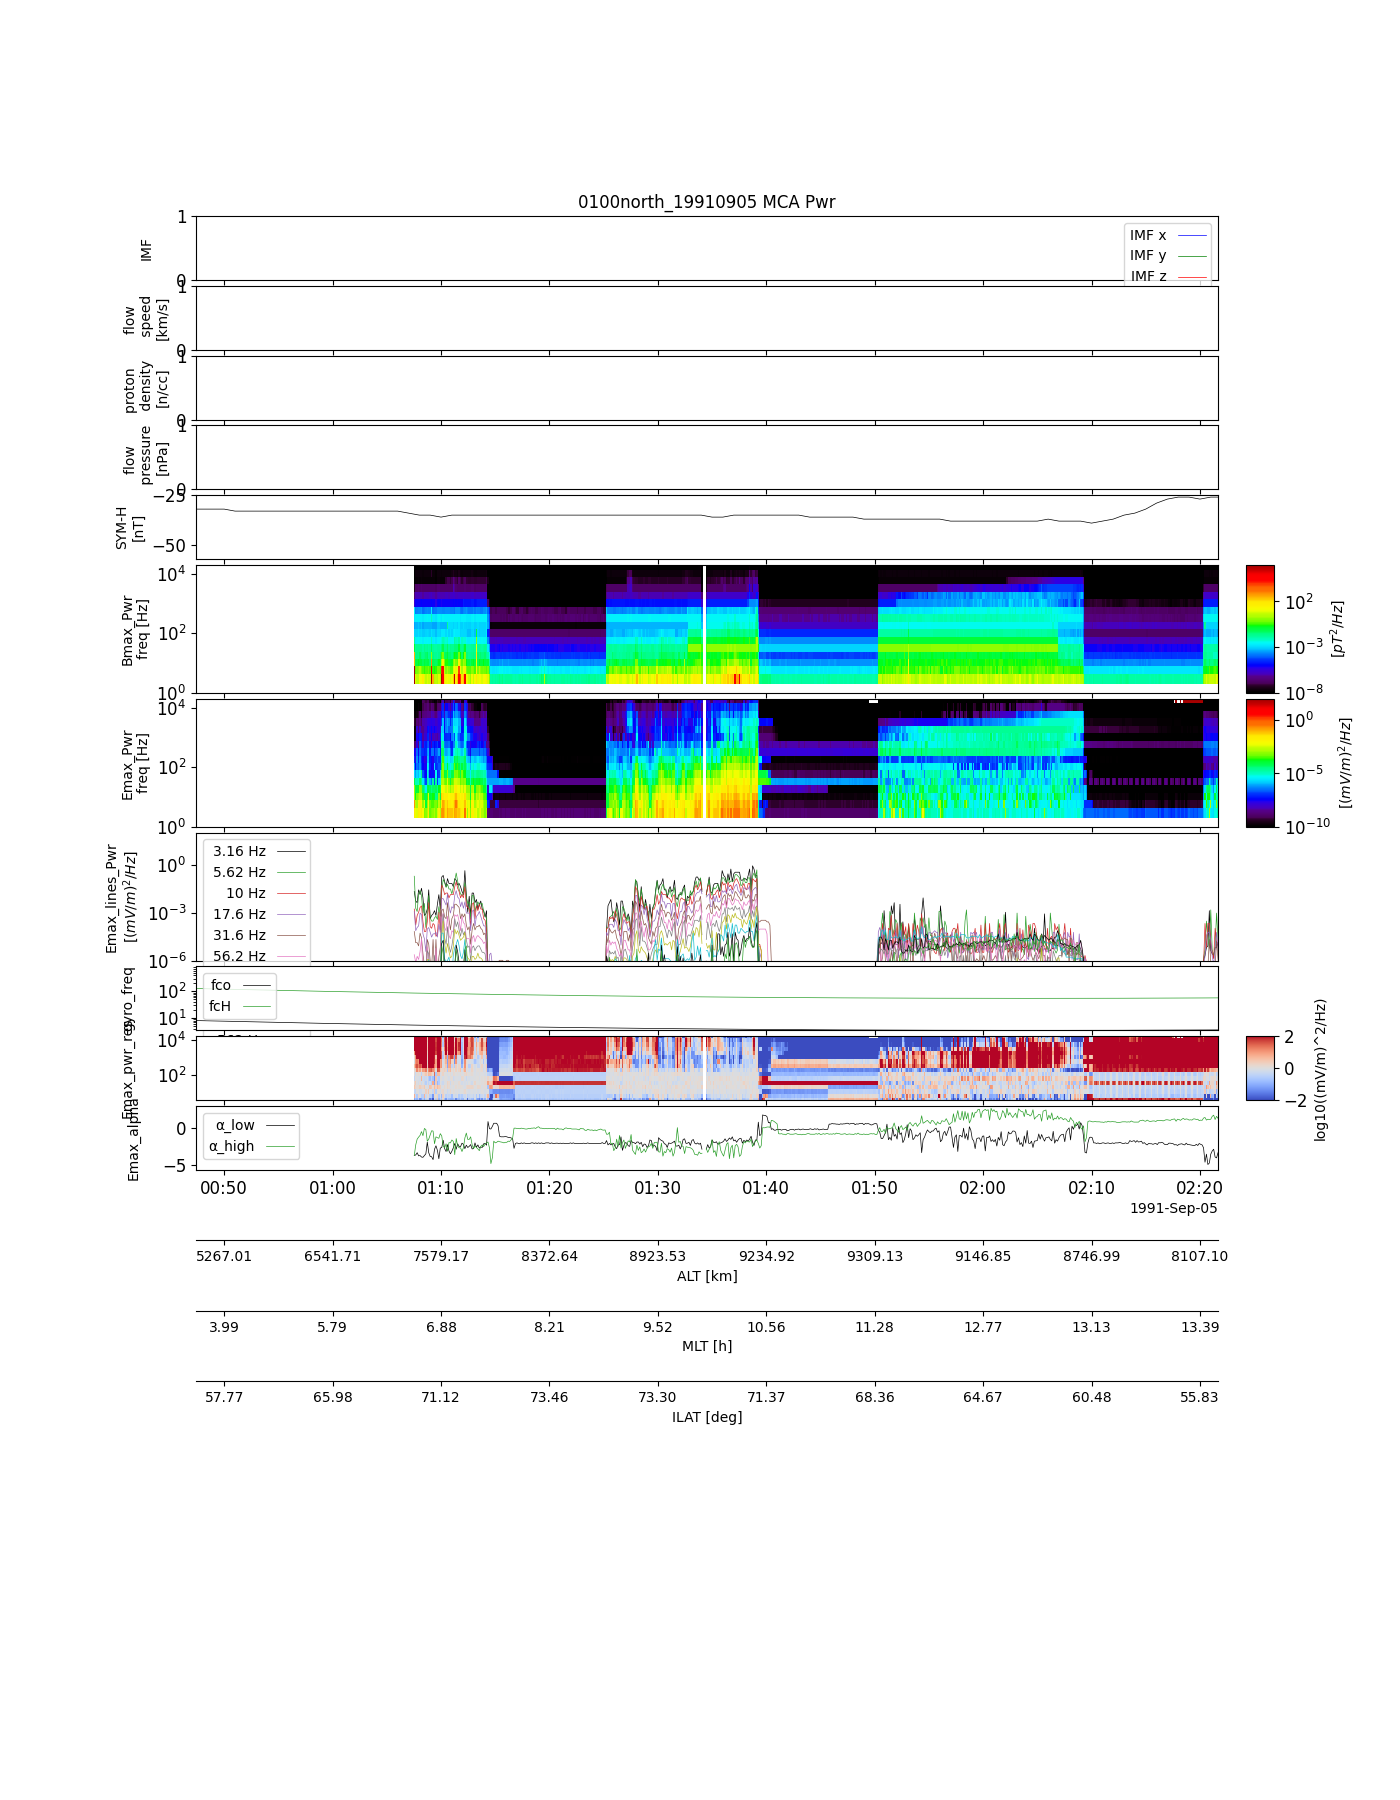 0100north_19910905 MCA Pwr
1
IMF
0
IMF x
IMF y
IMF z
1
flow
speed
[km/s]
0
1
proton
density
[n/cc]
0
1
flow
pressure
[nPa]
0
−25
SYM-H
[nT]
−50
10^4
Bmax_Pwr
freq [Hz]
10^2
10^0
10^2
10^−3
10^−8
[pT^2/Hz]
10^4
Emax_Pwr
freq [Hz]
10^2
10^0
10^0
10^−5
10^−10
[(mV/m)^2/Hz]
Emax_lines_Pwr
[(mV/m)^2/Hz]
10^0
10^−3
10^−6
3.16 Hz
5.62 Hz
10 Hz
17.6 Hz
31.6 Hz
56.2 Hz
gyro_freq
10^2
10^1
fco
fcH
Emax_pwr_reg
10^4
10^2
2
0
−2
log10((mV/m)^2/Hz)
Emax_alpha
0
−5
α_low
α_high
00:50 01:00 01:10 01:20 01:30 01:40 01:50 02:00 02:10 02:20
1991-Sep-05
5267.01 6541.71 7579.17 8372.64 8923.53 9234.92 9309.13 9146.85 8746.99 8107.10
ALT [km]
3.99 5.79 6.88 8.21 9.52 10.56 11.28 12.77 13.13 13.39
MLT [h]
57.77 65.98 71.12 73.46 73.30 71.37 68.36 64.67 60.48 55.83
ILAT [deg]